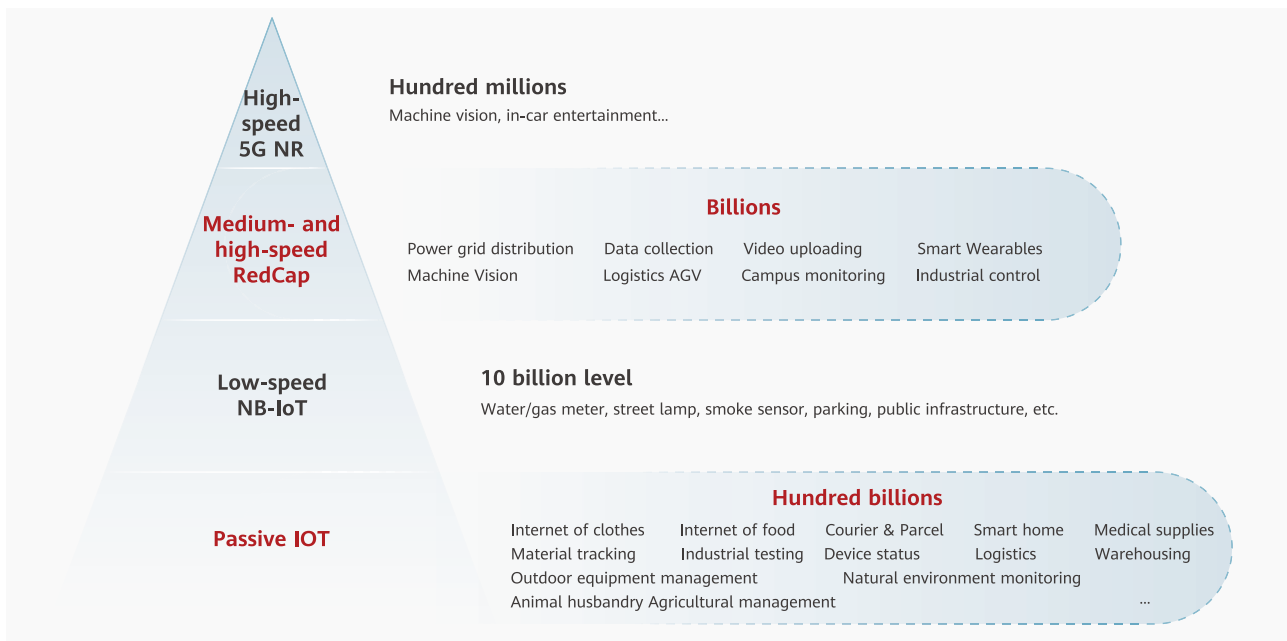 High-
speed
5G NR
Hundred millions
Machine vision, in-car entertainment...
Medium- and
high-speed
RedCap
Billions
Power grid distribution Data collection Video uploading Smart Wearables
Machine Vision Logistics AGV Campus monitoring Industrial control
Low-speed
NB-IoT
10 billion level
Water/gas meter, street lamp, smoke sensor, parking, public infrastructure, etc.
Passive IOT
Hundred billions
Internet of clothes Internet of food Courier & Parcel Smart home Medical supplies
Material tracking Industrial testing Device status Logistics Warehousing
Outdoor equipment management Natural environment monitoring
Animal husbandry Agricultural management ...